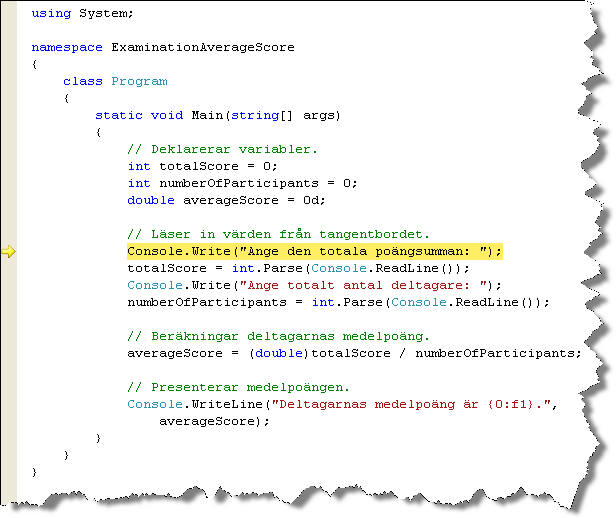 using System;
namespace ExaminationAverageScore
{
class Program
{
static void Main(string[] args)
{
// Deklarerar variabler.
int totalScore = 0;
int numberOfParticipants = 0;
double averageScore = 0d;
// Läser in värden från tangentbordet.
Console.Write("Ange den totala poängsumman: ");
totalScore = int.Parse(Console.ReadLine());
Console.Write("Ange totalt antal deltagare: ");
numberOfParticipants = int.Parse(Console.ReadLine());
// Beräkningar deltagarnas medelpoäng.
averageScore = (double)totalScore / numberOfParticipants;
// Presenterar medelpoängen.
Console.WriteLine("Deltagarnas medelpoäng är {0:f1}.",
averageScore);
}
}
}